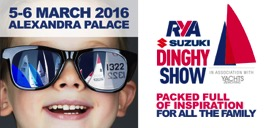 5-6 MARCH 2016
ALEXANDRA PALACE
1322
RYA
SUZUKI
DINGHY
SHOW
IN ASSOCIATION WITH
YACHTS
PACKED FULL
OF INSPIRATION
FOR ALL THE FAMILY